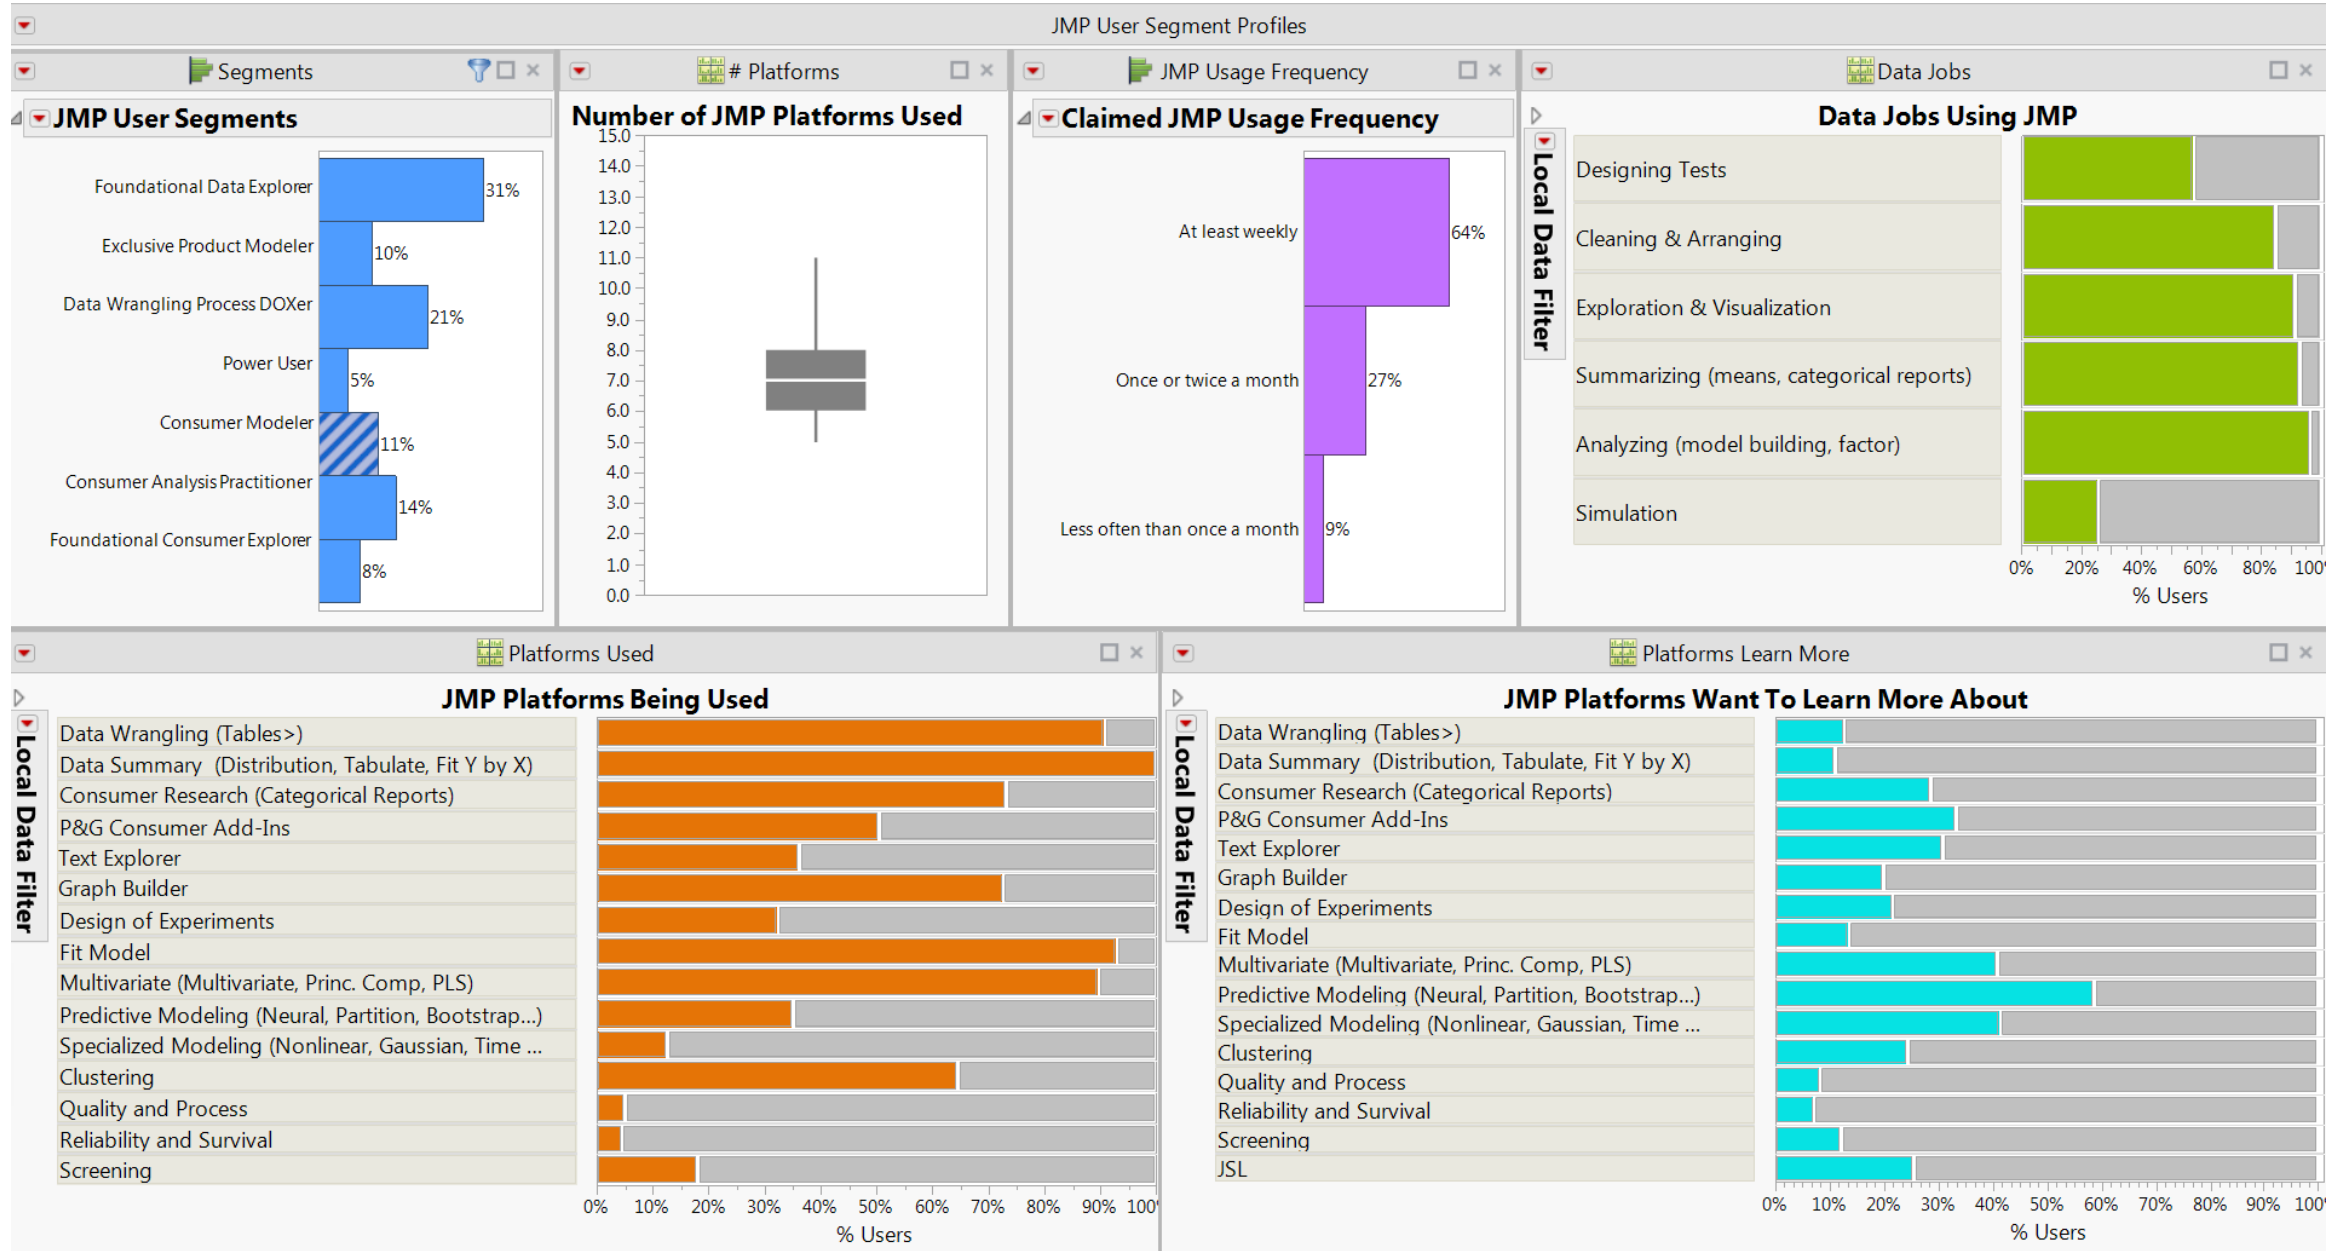 JMP User Segment Profiles
Segments
JMP User Segments
Foundational Data Explorer
31%
Exclusive Product Modeler
10%
Data Wrangling Process DOXer
21%
Power User
5%
Consumer Modeler
11%
Consumer Analysis Practitioner
14%
Foundational Consumer Explorer
8%
# Platforms
Number of JMP Platforms Used
15.0
14.0
13.0
12.0
11.0
10.0
9.0
8.0
7.0
6.0
5.0
4.0
3.0
2.0
1.0
0.0
JMP Usage Frequency
Claimed JMP Usage Frequency
At least weekly
64%
Once or twice a month
27%
Less often than once a month
9%
Data Jobs
Data Jobs Using JMP
Local Data Filter
Designing Tests
Cleaning & Arranging
Exploration & Visualization
Summarizing (means, categorical reports)
Analyzing (model building, factor)
Simulation
0% 20% 40% 60% 80% 100%
% Users
Platforms Used
JMP Platforms Being Used
Local Data Filter
Data Wrangling (Tables>)
Data Summary (Distribution, Tabulate, Fit Y by X)
Consumer Research (Categorical Reports)
P&G Consumer Add-Ins
Text Explorer
Graph Builder
Design of Experiments
Fit Model
Multivariate (Multivariate, Princ. Comp, PLS)
Predictive Modeling (Neural, Partition, Bootstrap...)
Specialized Modeling (Nonlinear, Gaussian, Time ...
Clustering
Quality and Process
Reliability and Survival
Screening
0% 10% 20% 30% 40% 50% 60% 70% 80% 90% 100%
% Users
Platforms Learn More
JMP Platforms Want To Learn More About
Local Data Filter
Data Wrangling (Tables>)
Data Summary (Distribution, Tabulate, Fit Y by X)
Consumer Research (Categorical Reports)
P&G Consumer Add-Ins
Text Explorer
Graph Builder
Design of Experiments
Fit Model
Multivariate (Multivariate, Princ. Comp, PLS)
Predictive Modeling (Neural, Partition, Bootstrap...)
Specialized Modeling (Nonlinear, Gaussian, Time ...
Clustering
Quality and Process
Reliability and Survival
Screening
JSL
0% 10% 20% 30% 40% 50% 60% 70% 80% 90% 100%
% Users